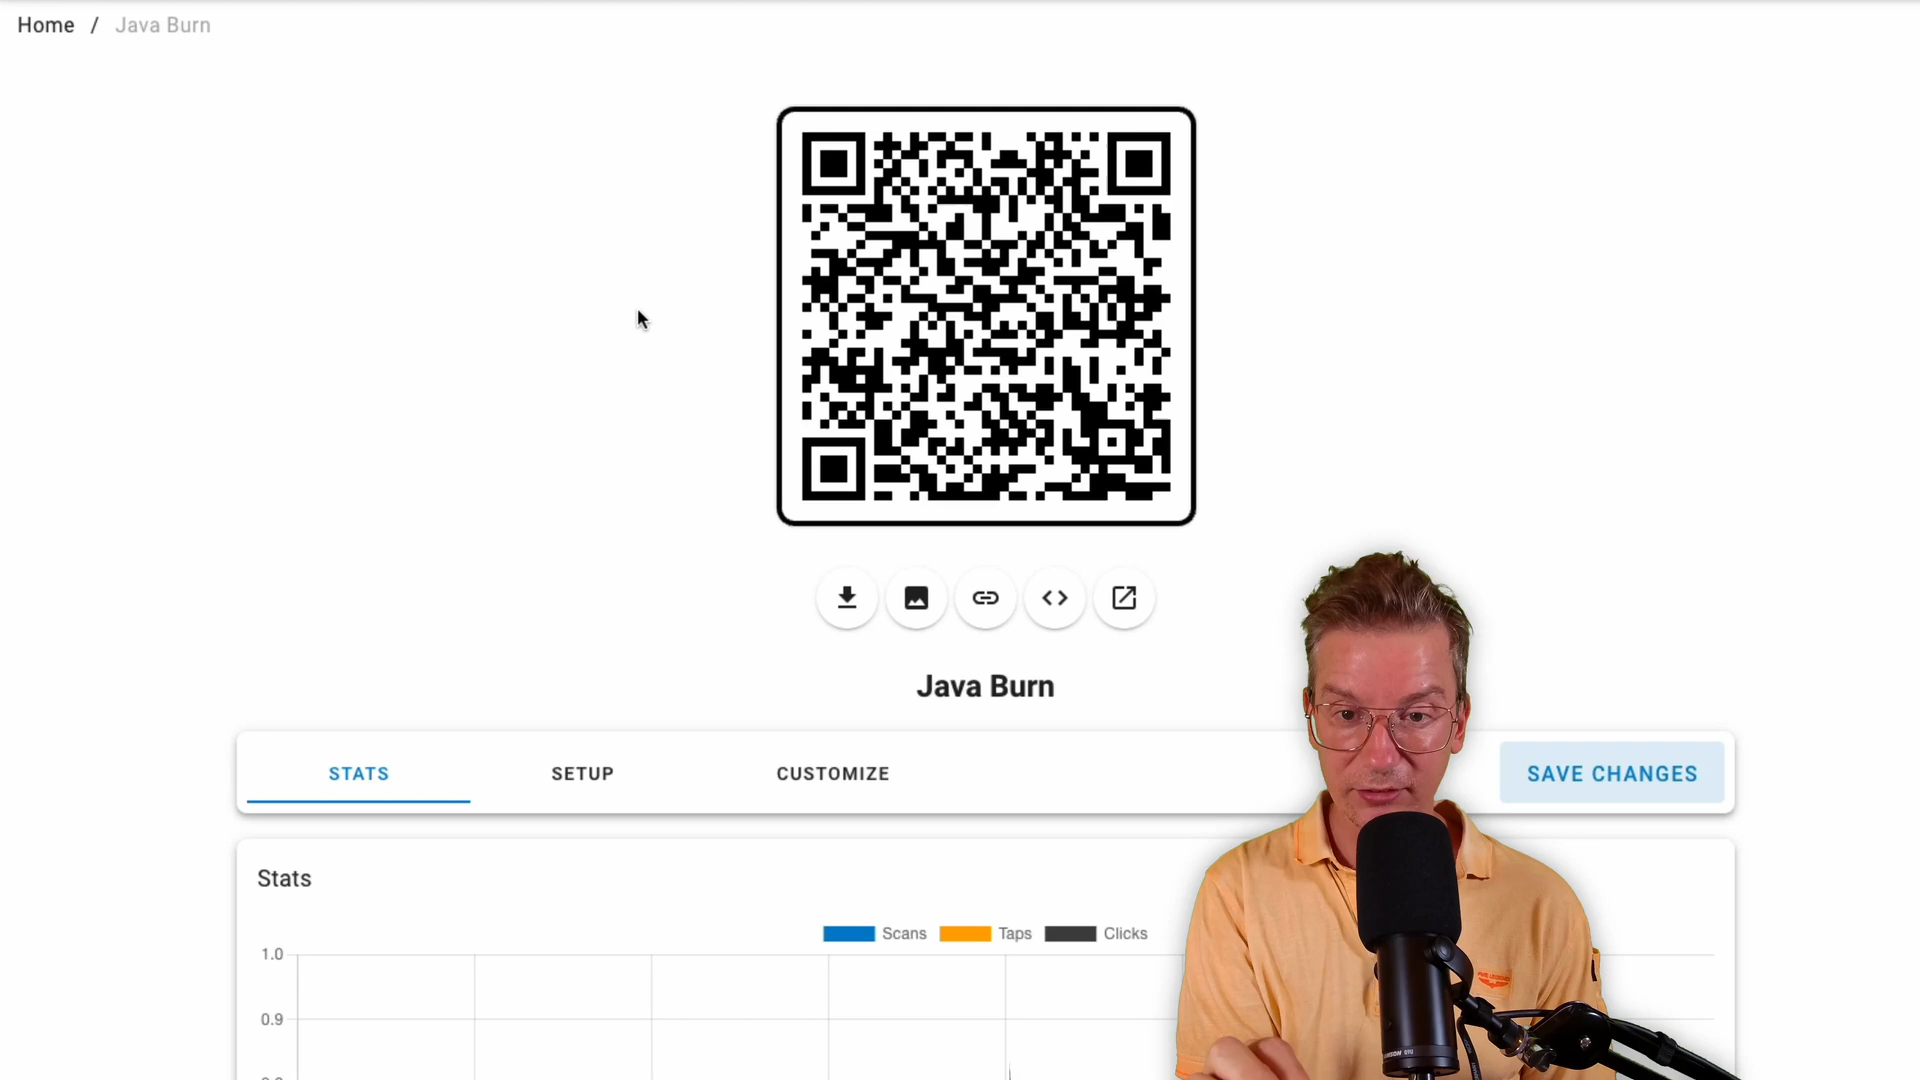 Home / Java Burn
Java Burn
STATS SETUP CUSTOMIZE SAVE CHANGES
Stats
Scans Taps Clicks
1.0
0.9